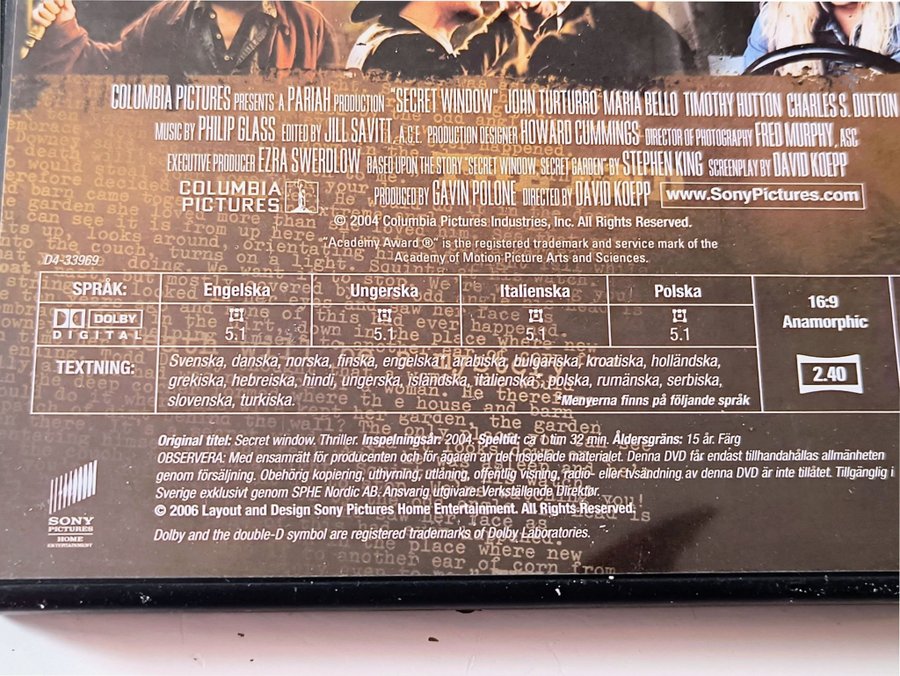 COLUMBIA PICTURES PRESENTS A PARIAH PRODUCTION "SECRET WINDOW" JOHN TURTURRO MARIA BELLO TIMOTHY HUTTON CHARLES S. DUTTON
MUSIC BY PHILIP GLASS EDITED BY JILL SAVITT, A.C.E. PRODUCTION DESIGNER HOWARD CUMMINGS DIRECTOR OF PHOTOGRAPHY FRED MURPHY, ASC
EXECUTIVE PRODUCER EZRA SWERDLOW BASED UPON THE STORY "SECRET WINDOW, SECRET GARDEN" BY STEPHEN KING SCREENPLAY BY DAVID KOEPP
COLUMBIA PICTURES PRODUCED BY GAVIN POLONE DIRECTED BY DAVID KOEPP www.SonyPictures.com
© 2004 Columbia Pictures Industries, Inc. All Rights Reserved.
"Academy Award ®" is the registered trademark and service mark of the
Academy of Motion Picture Arts and Sciences.
D4-33969
SPRÅK: Engelska Ungerska Italienska Polska
DOLBY DIGITAL 5.1 5.1 5.1 5.1
16:9
Anamorphic
2.40
TEXTNING: Svenska, danska, norska, finska, engelska, arabiska, bulgariska, kroatiska, holländska,
grekiska, hebreiska, hindi, ungerska, isländska, italienska*, polska, rumänska, serbiska,
slovenska, turkiska. *Menyerna finns på följande språk
Original titel: Secret window. Thriller. Inspelningsår: 2004. Speltid: ca 1 tim 32 min. Åldersgräns: 15 år. Färg
OBSERVERA: Med ensamrätt för producenten och för ägaren av det inspelade materialet. Denna DVD får endast tillhandahållas allmänheten
genom försäljning. Obehörig kopiering, uthyrning, utlåning, offentlig visning, radio- eller tvsändning av denna DVD är inte tillåtet. Tillgänglig i
Sverige exklusivt genom SPHE Nordic AB. Ansvarig utgivare: Verkställande Direktör.
© 2006 Layout and Design Sony Pictures Home Entertainment. All Rights Reserved.
Dolby and the double-D symbol are registered trademarks of Dolby Laboratories.
SONY
PICTURES
HOME
ENTERTAINMENT